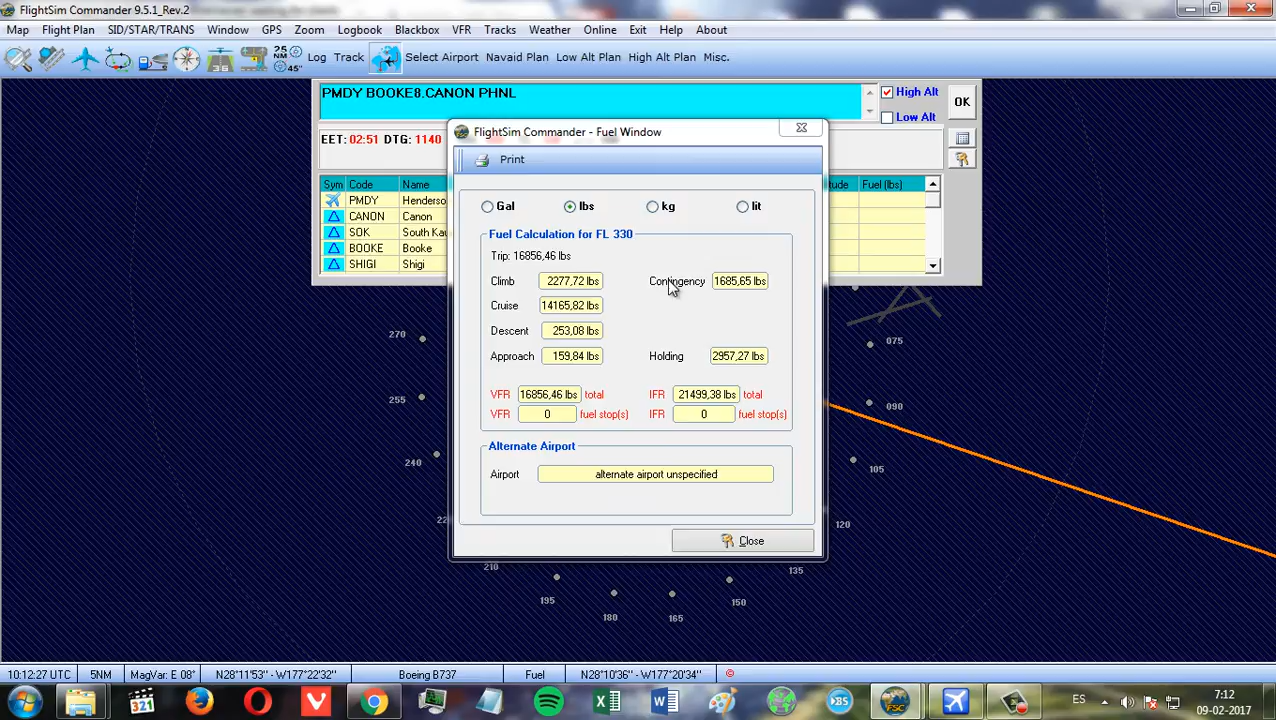 FlightSim Commander 9.5.1_Rev.2
Map Flight Plan SID/STAR/TRANS Window GPS Zoom Logbook Blackbox VFR Tracks Weather Online Exit Help About
25 NM 45° Log Track Select Airport Navaid Plan Low Alt Plan High Alt Plan Misc.
36
PMDY BOOKE8.CANON PHNL
High Alt
OK
Low Alt
EET: 02:51 DTG: 1140
Sym Code Name
Fuel (lbs)
PMDY
CANON Canon
SOK
BOOKE Booke
SHIGI Shigi
FlightSim Commander - Fuel Window
Print
Gal lbs kg lit
Fuel Calculation for FL 330
Trip: 16856,46 lbs
Climb 2277,72 lbs Contingency 1685,65 lbs
Cruise 14165,82 lbs
Descent 253,08 lbs
Approach 159,84 lbs Holding 2957,27 lbs
VFR 16856,46 lbs total IFR 21499,38 lbs total
VFR 0 fuel stop(s) IFR 0 fuel stop(s)
Alternate Airport
Airport alternate airport unspecified
Close
270
255
240
210
195
180
165
150
135
120
105
090
075
10:12:27 UTC 5NM MagVar: E 08° N28°11'53" - W177°22'32" Boeing B737 Fuel N28°10'36" - W177°20'34" ©
321
FSC
ES
7:12
09-02-2017